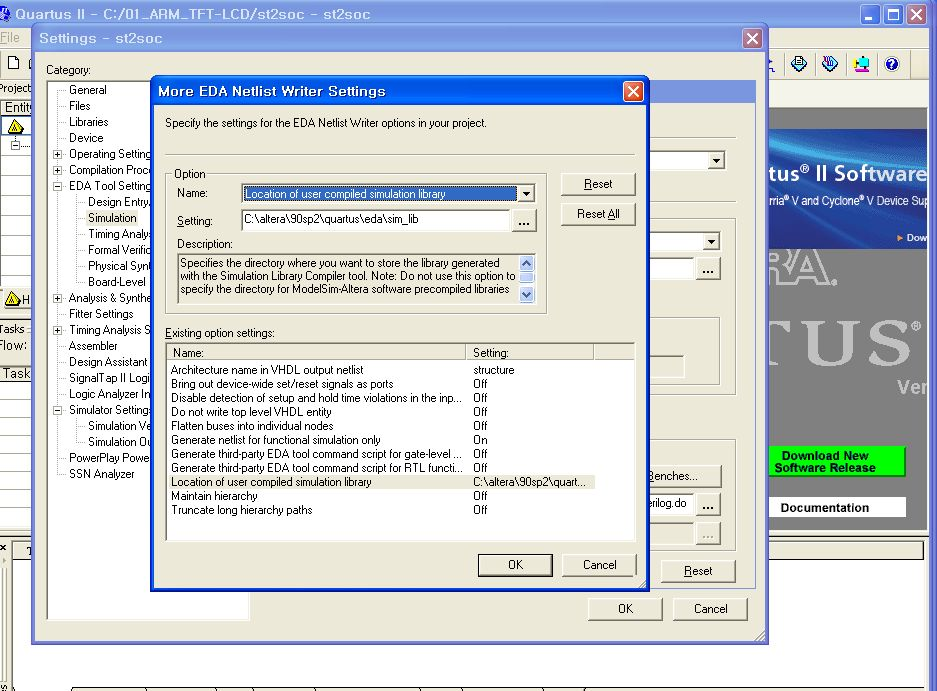 Quartus II - C:/01_ARM_TFT-LCD/st2soc - st2soc
File
Settings - st2soc
Project
Entity
Category:
General
Files
Libraries
Device
Operating Setting
Compilation Proce
EDA Tool Setting
Design Entry
Simulation
Timing Analy
Formal Verific
Physical Synt
Board-Level
Analysis & Synthe
Fitter Settings
Timing Analysis S
Assembler
Design Assistant
SignalTap II Logi
Logic Analyzer In
Simulator Settings
Simulation Ve
Simulation Ou
PowerPlay Powe
SSN Analyzer
Tasks
Flow:
Task
More EDA Netlist Writer Settings
Specify the settings for the EDA Netlist Writer options in your project.
Option
Name:
Location of user compiled simulation library
Setting:
C:\altera\90sp2\quartus\eda\sim_lib
...
Description:
Specifies the directory where you want to store the library generated
with the Simulation Library Compiler tool. Note: Do not use this option to
specify the directory for ModelSim-Altera software precompiled libraries
Reset
Reset All
Existing option settings:
Name: Setting:
Architecture name in VHDL output netlist structure
Bring out device-wide set/reset signals as ports Off
Disable detection of setup and hold time violations in the inp... Off
Do not write top level VHDL entity Off
Flatten buses into individual nodes Off
Generate netlist for functional simulation only On
Generate third-party EDA tool command script for gate-level ... Off
Generate third-party EDA tool command script for RTL functi... Off
Location of user compiled simulation library C:\altera\90sp2\quart...
Maintain hierarchy Off
Truncate long hierarchy paths Off
OK Cancel
...
Benches...
erilog.do ...
...
Reset
OK Cancel
tus® II Software
rria® V and Cyclone® V Device Sup
Dow
RA.
TUS®
Ver
Download New
Software Release
Documentation